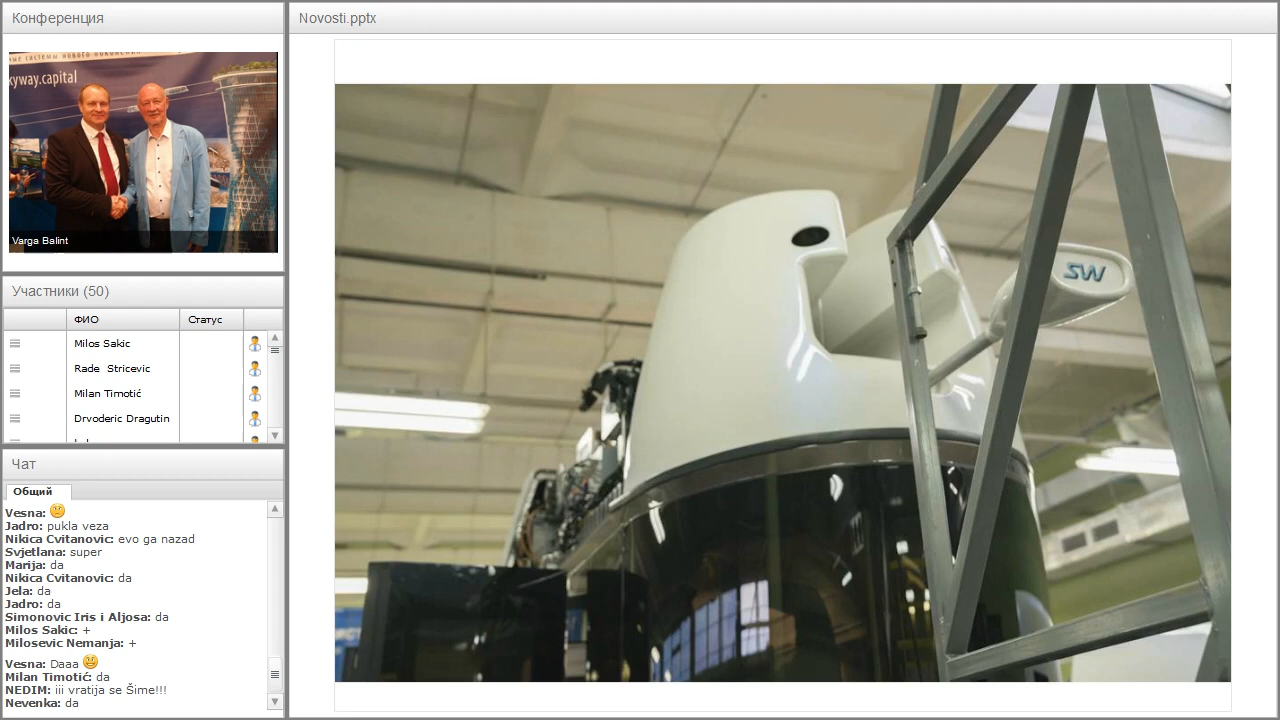 Конференция
Novosti.pptx
kyway.capital
Varga Balint
Участники (50)
ФИО
Статус
Milos Sakic
Rade Stricevic
Milan Timotić
Drvoderic Dragutin
Чат
Общий
Vesna:
Jadro: pukla veza
Nikica Cvitanovic: evo ga nazad
Svjetlana: super
Marija: da
Nikica Cvitanovic: da
Jela: da
Jadro: da
Simonovic Iris i Aljosa: da
Milos Sakic: +
Milosevic Nemanja: +
Vesna: Daaa
Milan Timotić: da
NEDIM: iii vratija se Šime!!!
Nevenka: da
SW